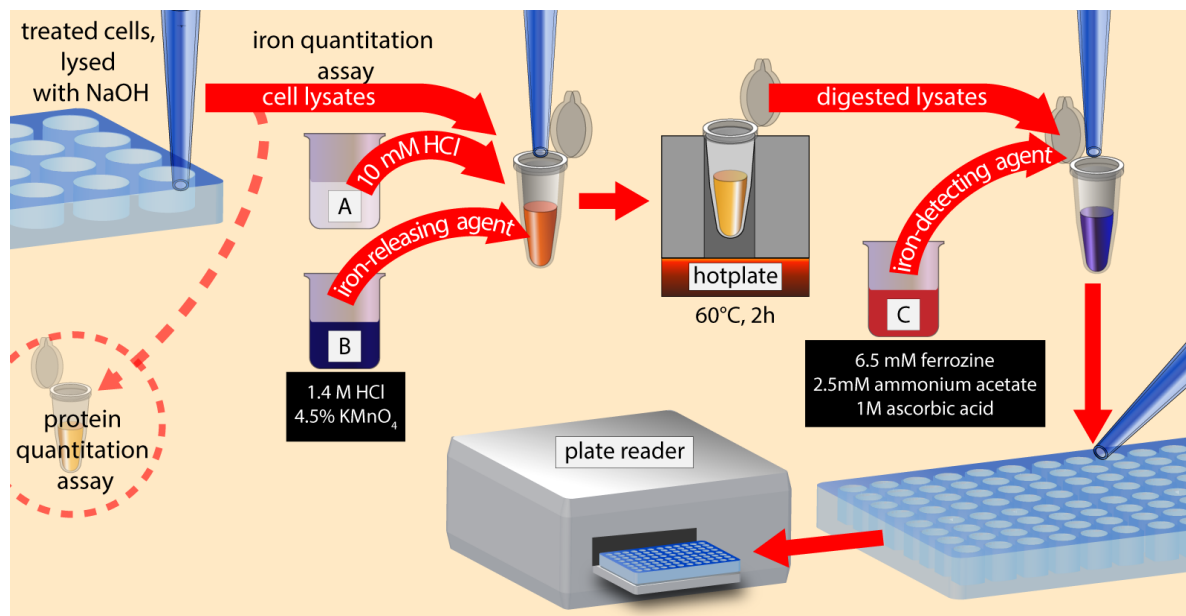 treated cells,
lysed
with NaOH
iron quantitation
assay
cell lysates
10 mM HCl
A
iron-releasing agent
B
1.4 M HCl
4.5% KMnO₄
protein
quantitation
assay
hotplate
60°C, 2h
digested lysates
iron-detecting agent
C
6.5 mM ferrozine
2.5mM ammonium acetate
1M ascorbic acid
plate reader